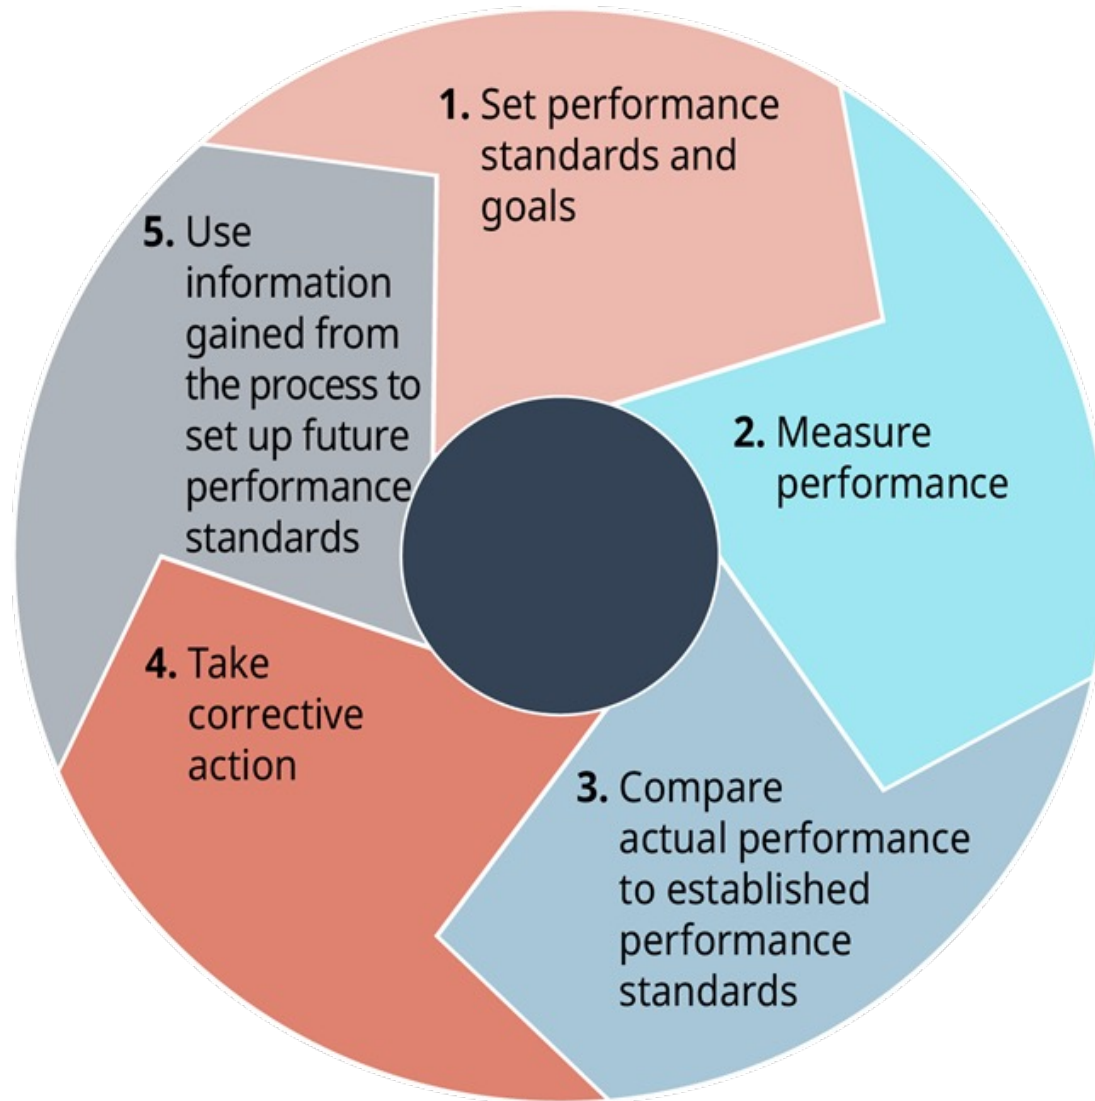 1. Set performance
standards and
goals
2. Measure
performance
3. Compare
actual performance
to established
performance
standards
4. Take
corrective
action
5. Use
information
gained from
the process to
set up future
performance
standards